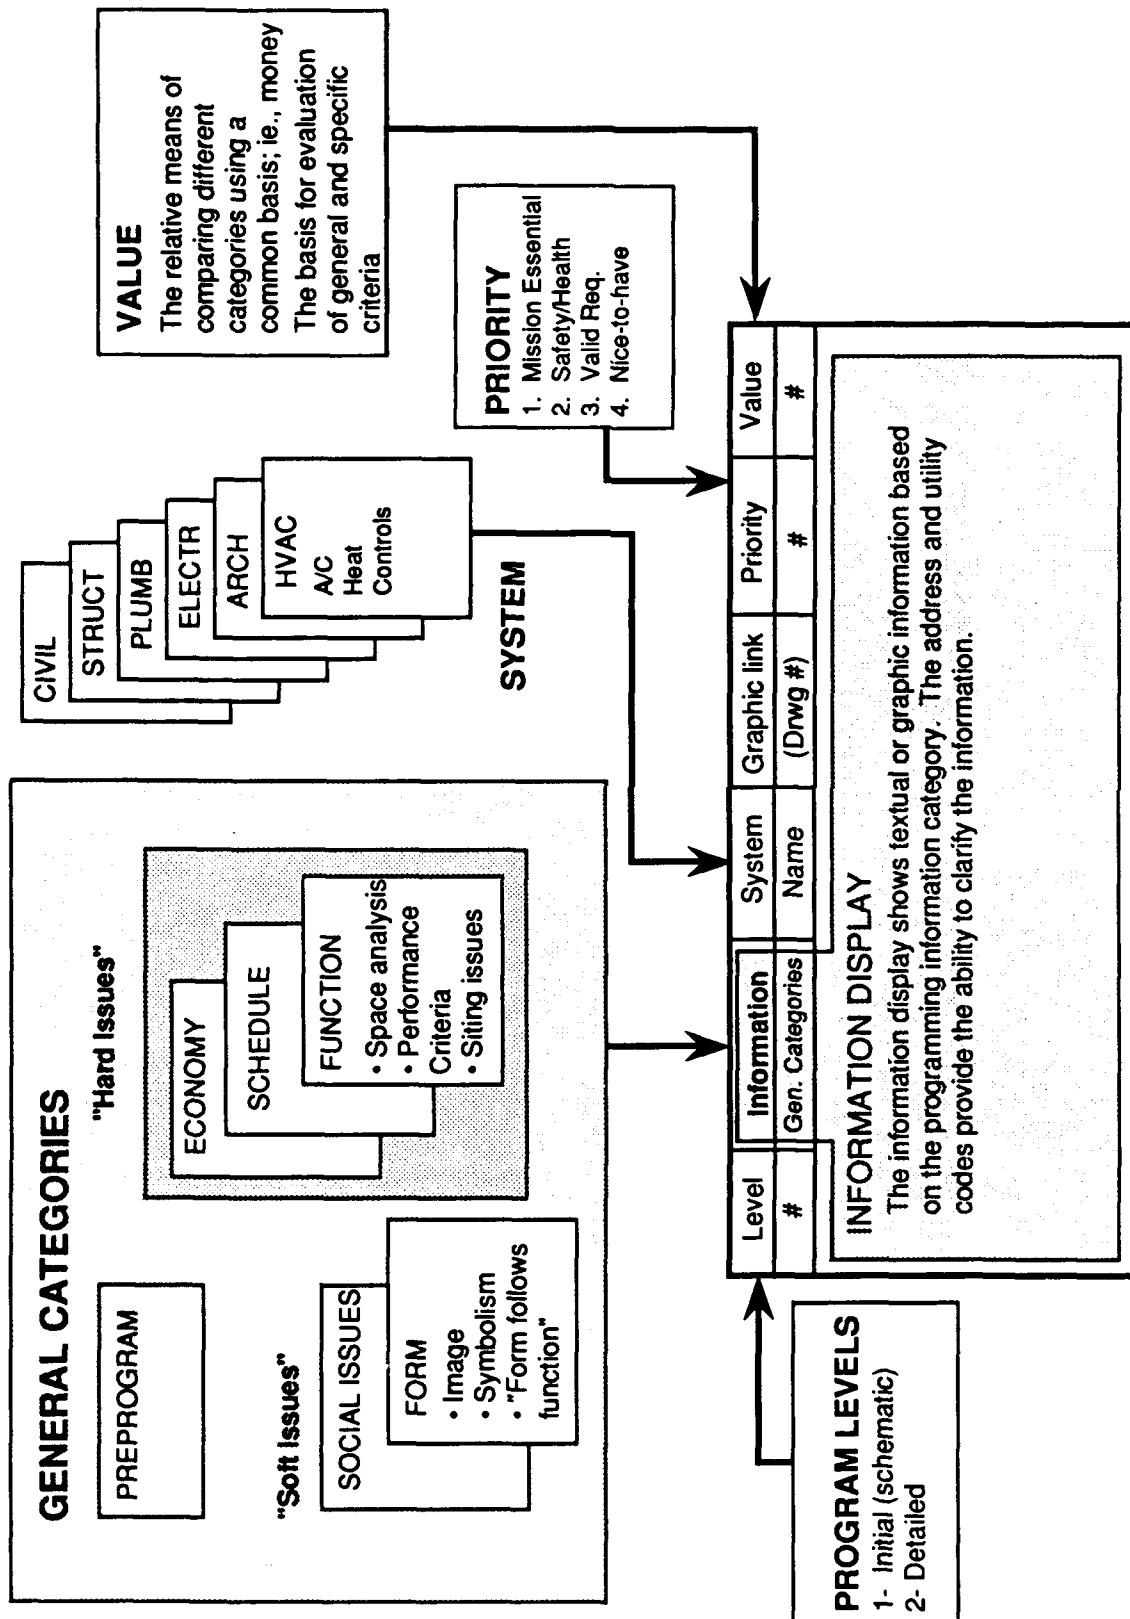 GENERAL CATEGORIES
PREPROGRAM
"Soft Issues"
SOCIAL ISSUES
FORM
• Image
• Symbolism
• "Form follows
function"
"Hard Issues"
ECONOMY
SCHEDULE
FUNCTION
• Space analysis
• Performance
Criteria
• Siting issues
CIVIL
STRUCT
PLUMB
ELECTR
ARCH
HVAC
A/C
Heat
Controls
SYSTEM
VALUE
The relative means of
comparing different
categories using a
common basis; ie., money
The basis for evaluation
of general and specific
criteria
PRIORITY
1. Mission Essential
2. Safety/Health
3. Valid Req.
4. Nice-to-have
PROGRAM LEVELS
1- Initial (schematic)
2- Detailed
Level Information System Graphic link Priority Value
# Gen. Categories Name (Drwg #) # #
INFORMATION DISPLAY
The information display shows textual or graphic information based
on the programming information category. The address and utility
codes provide the ability to clarify the information.